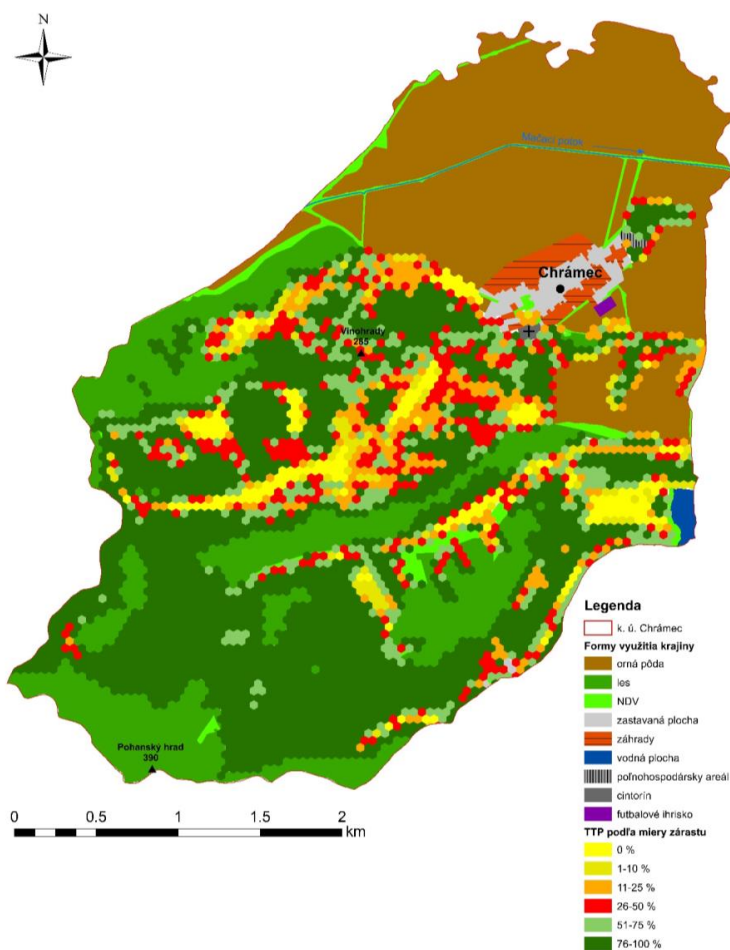 N
Mačací potok
Chrámec
Vinohrady
285
Pohanský hrad
390
0 0.5 1 2
km
Legenda
k. ú. Chrámec
Formy využitia krajiny
orná pôda
les
NDV
zastavaná plocha
záhrady
vodná plocha
poľnohospodársky areál
cintorín
futbalové ihrisko
TTP podľa miery zárastu
0 %
1-10 %
11-25 %
26-50 %
51-75 %
76-100 %